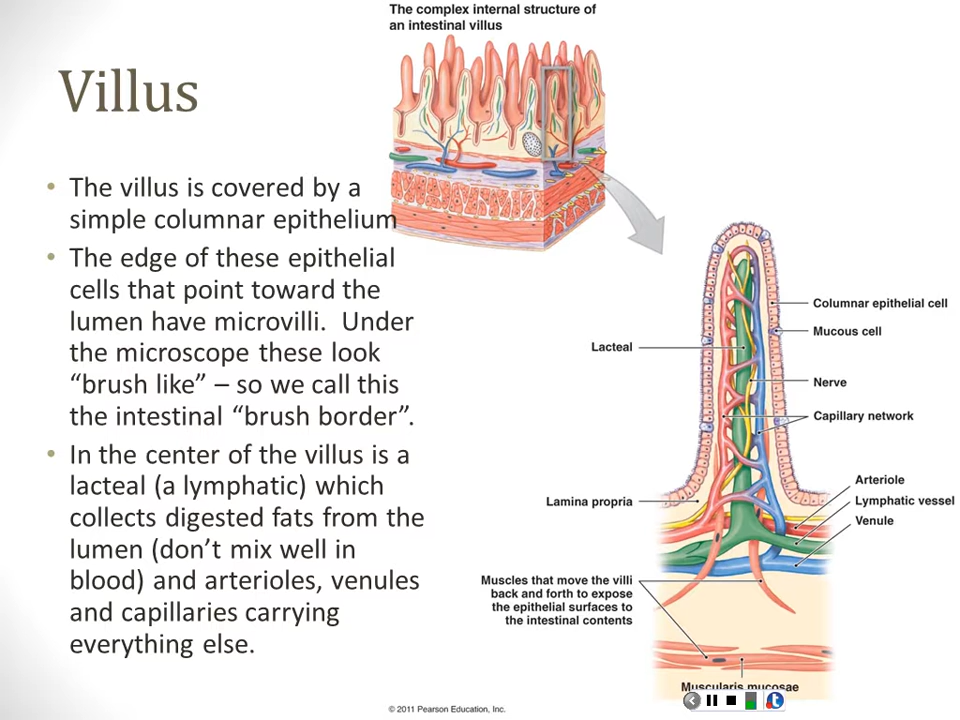 The complex internal structure of
an intestinal villus
Villus
• The villus is covered by a
simple columnar epithelium
• The edge of these epithelial
cells that point toward the
lumen have microvilli.  Under
the microscope these look
“brush like” – so we call this
the intestinal “brush border”.
• In the center of the villus is a
lacteal (a lymphatic) which
collects digested fats from the
lumen (don’t mix well in
blood) and arterioles, venules
and capillaries carrying
everything else.
Columnar epithelial cell
Mucous cell
Lacteal
Nerve
Capillary network
Arteriole
Lamina propria
Lymphatic vessel
Venule
Muscles that move the villi
back and forth to expose
the epithelial surfaces to
the intestinal contents
Muscularis mucosae
© 2011 Pearson Education, Inc.